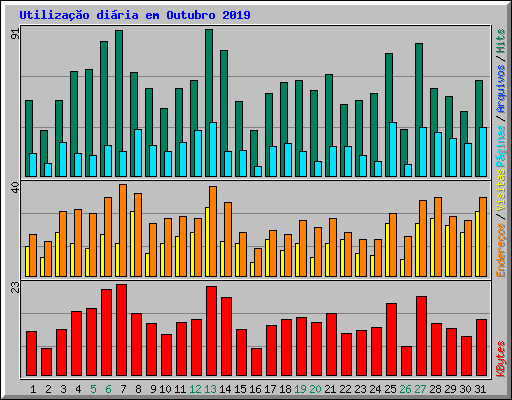 Utilização diária em Outubro 2019
91
40
23
Endereços / Visitas Páginas / Arquivos / Hits
KBytes
1 2 3 4 5 6 7 8 9 10 11 12 13 14 15 16 17 18 19 20 21 22 23 24 25 26 27 28 29 30 31